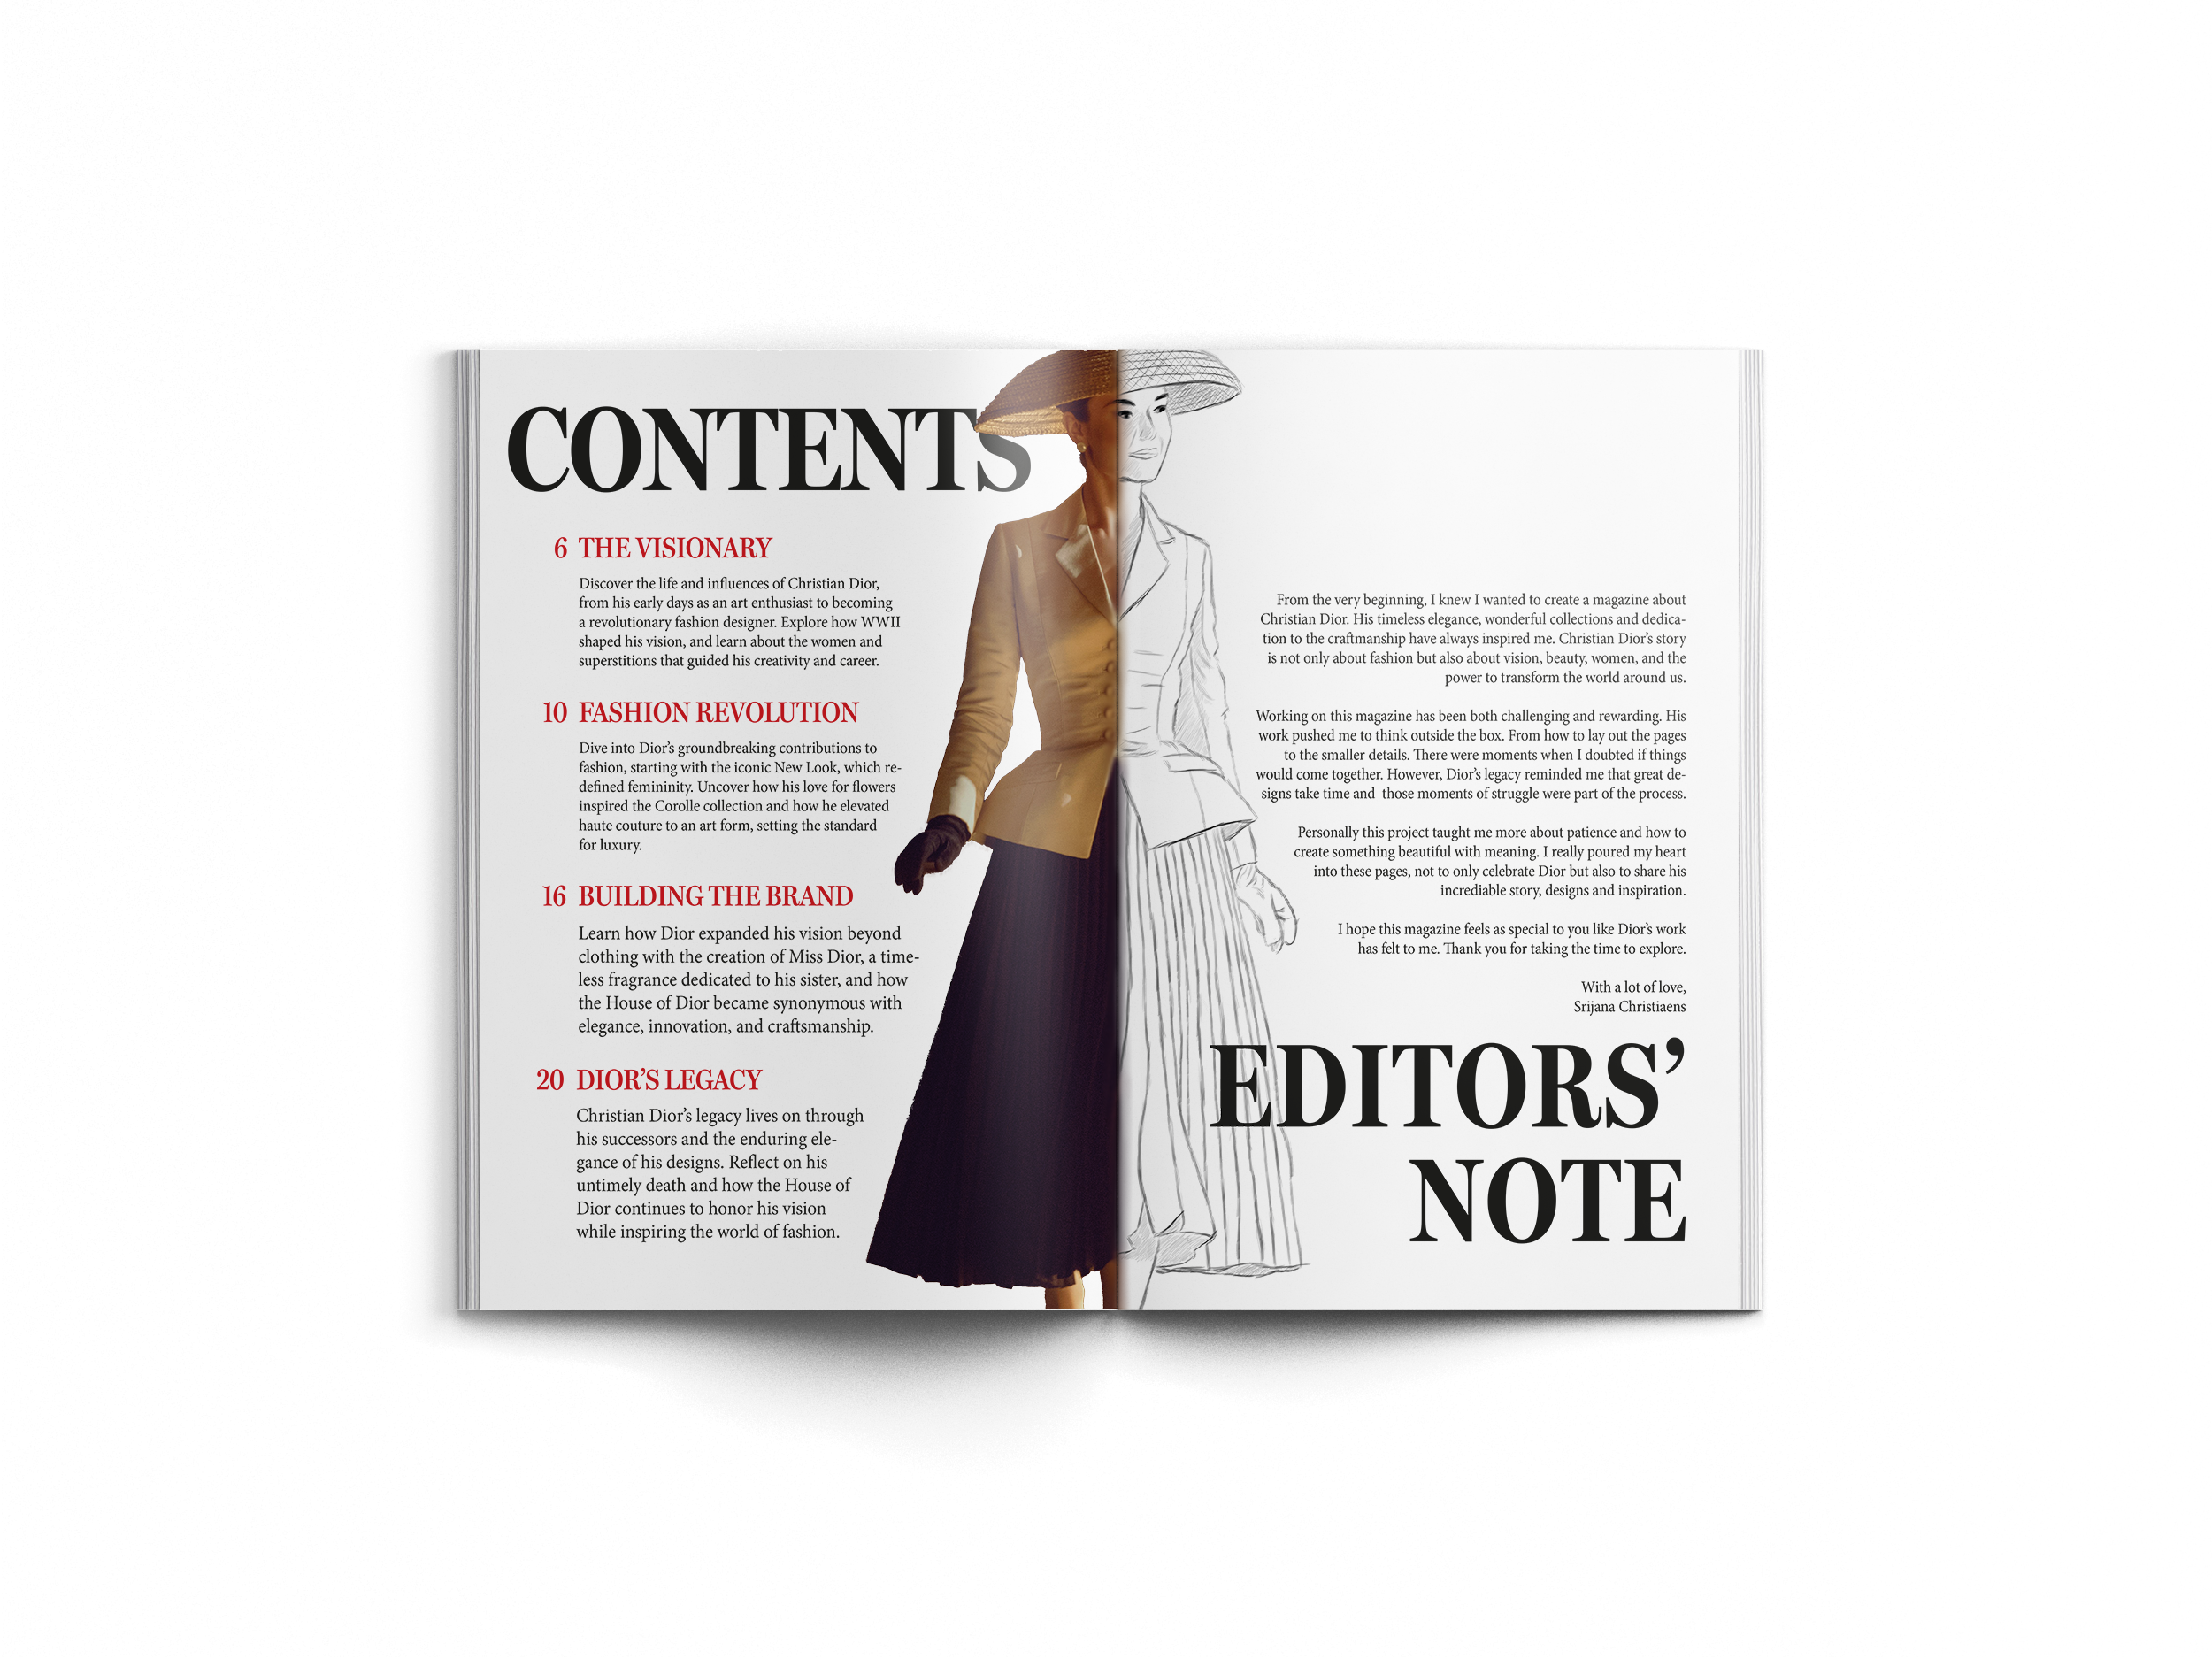 CONTENTS
6 THE VISIONARY
Discover the life and influences of Christian Dior,
from his early days as an art enthusiast to becoming
a revolutionary fashion designer. Explore how WWII
shaped his vision, and learn about the women and
superstitions that guided his creativity and career.
10 FASHION REVOLUTION
Dive into Dior’s groundbreaking contributions to
fashion, starting with the iconic New Look, which re-
defined femininity. Uncover how his love for flowers
inspired the Corolle collection and how he elevated
haute couture to an art form, setting the standard
for luxury.
16 BUILDING THE BRAND
Learn how Dior expanded his vision beyond
clothing with the creation of Miss Dior, a time-
less fragrance dedicated to his sister, and how
the House of Dior became synonymous with
elegance, innovation, and craftsmanship.
20 DIOR’S LEGACY
Christian Dior’s legacy lives on through
his successors and the enduring ele-
gance of his designs. Reflect on his
untimely death and how the House of
Dior continues to honor his vision
while inspiring the world of fashion.
From the very beginning, I knew I wanted to create a magazine about
Christian Dior. His timeless elegance, wonderful collections and dedica-
tion to the craftmanship have always inspired me. Christian Dior’s story
is not only about fashion but also about vision, beauty, women, and the
power to transform the world around us.
Working on this magazine has been both challenging and rewarding. His
work pushed me to think outside the box. From how to lay out the pages
to the smaller details. There were moments when I doubted if things
would come together. However, Dior’s legacy reminded me that great de-
signs take time and  those moments of struggle were part of the process.
Personally this project taught me more about patience and how to
create something beautiful with meaning. I really poured my heart
into these pages, not to only celebrate Dior but also to share his
incrediable story, designs and inspiration.
I hope this magazine feels as special to you like Dior’s work
has felt to me. Thank you for taking the time to explore.
With a lot of love,
Srijana Christiaens
EDITORS’
NOTE